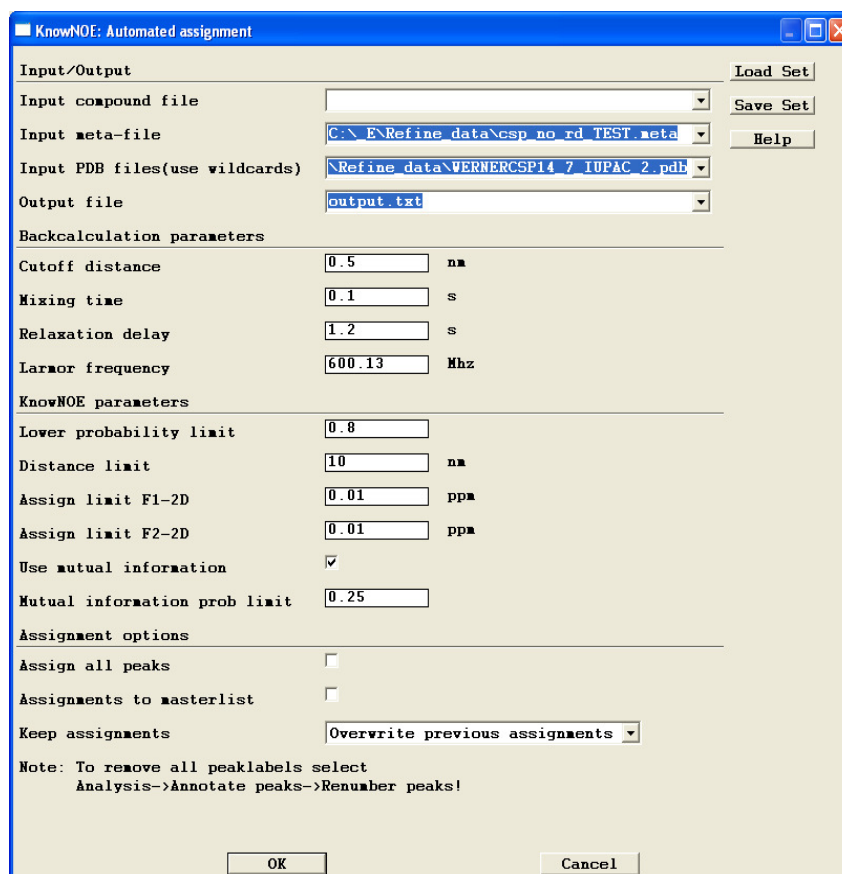 KnowNOE: Automated assignment
Input/Output
Load Set
Input compound file
Save Set
Input meta-file C:\_E\Refine_data\csp_no_rd_TEST.meta
Help
Input PDB files(use wildcards) \Refine_data\WERNERCSP14_7_IUPAC_2.pdb
Output file output.txt
Backcalculation parameters
Cutoff distance 0.5 nm
Mixing time 0.1 s
Relaxation delay 1.2 s
Larmor frequency 600.13 Mhz
KnowNOE parameters
Lower probability limit 0.8
Distance limit 10 nm
Assign limit F1-2D 0.01 ppm
Assign limit F2-2D 0.01 ppm
Use mutual information
Mutual information prob limit 0.25
Assignment options
Assign all peaks
Assignments to masterlist
Keep assignments Overwrite previous assignments
Note: To remove all peaklabels select
Analysis->Annotate peaks->Renumber peaks!
OK Cancel